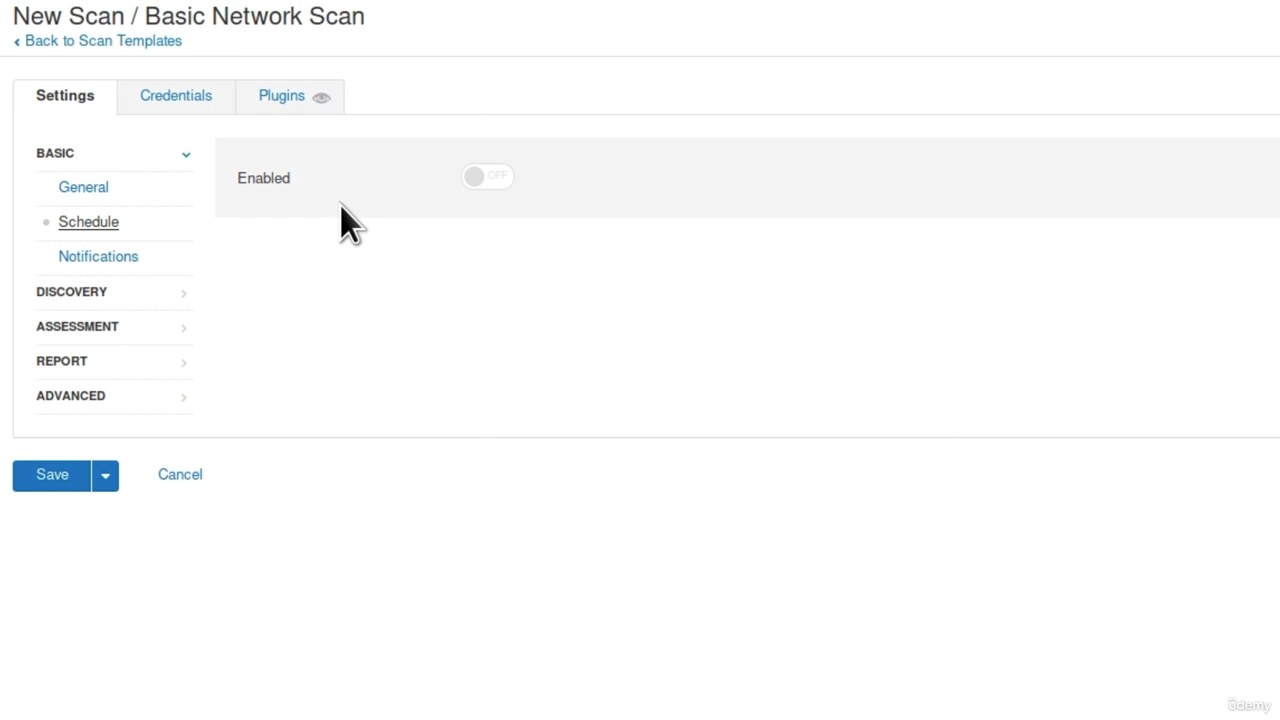 New Scan / Basic Network Scan
‹ Back to Scan Templates
Settings
Credentials
Plugins
BASIC
General
Schedule
Notifications
DISCOVERY
ASSESSMENT
REPORT
ADVANCED
Enabled
OFF
Save
Cancel
ûdemy